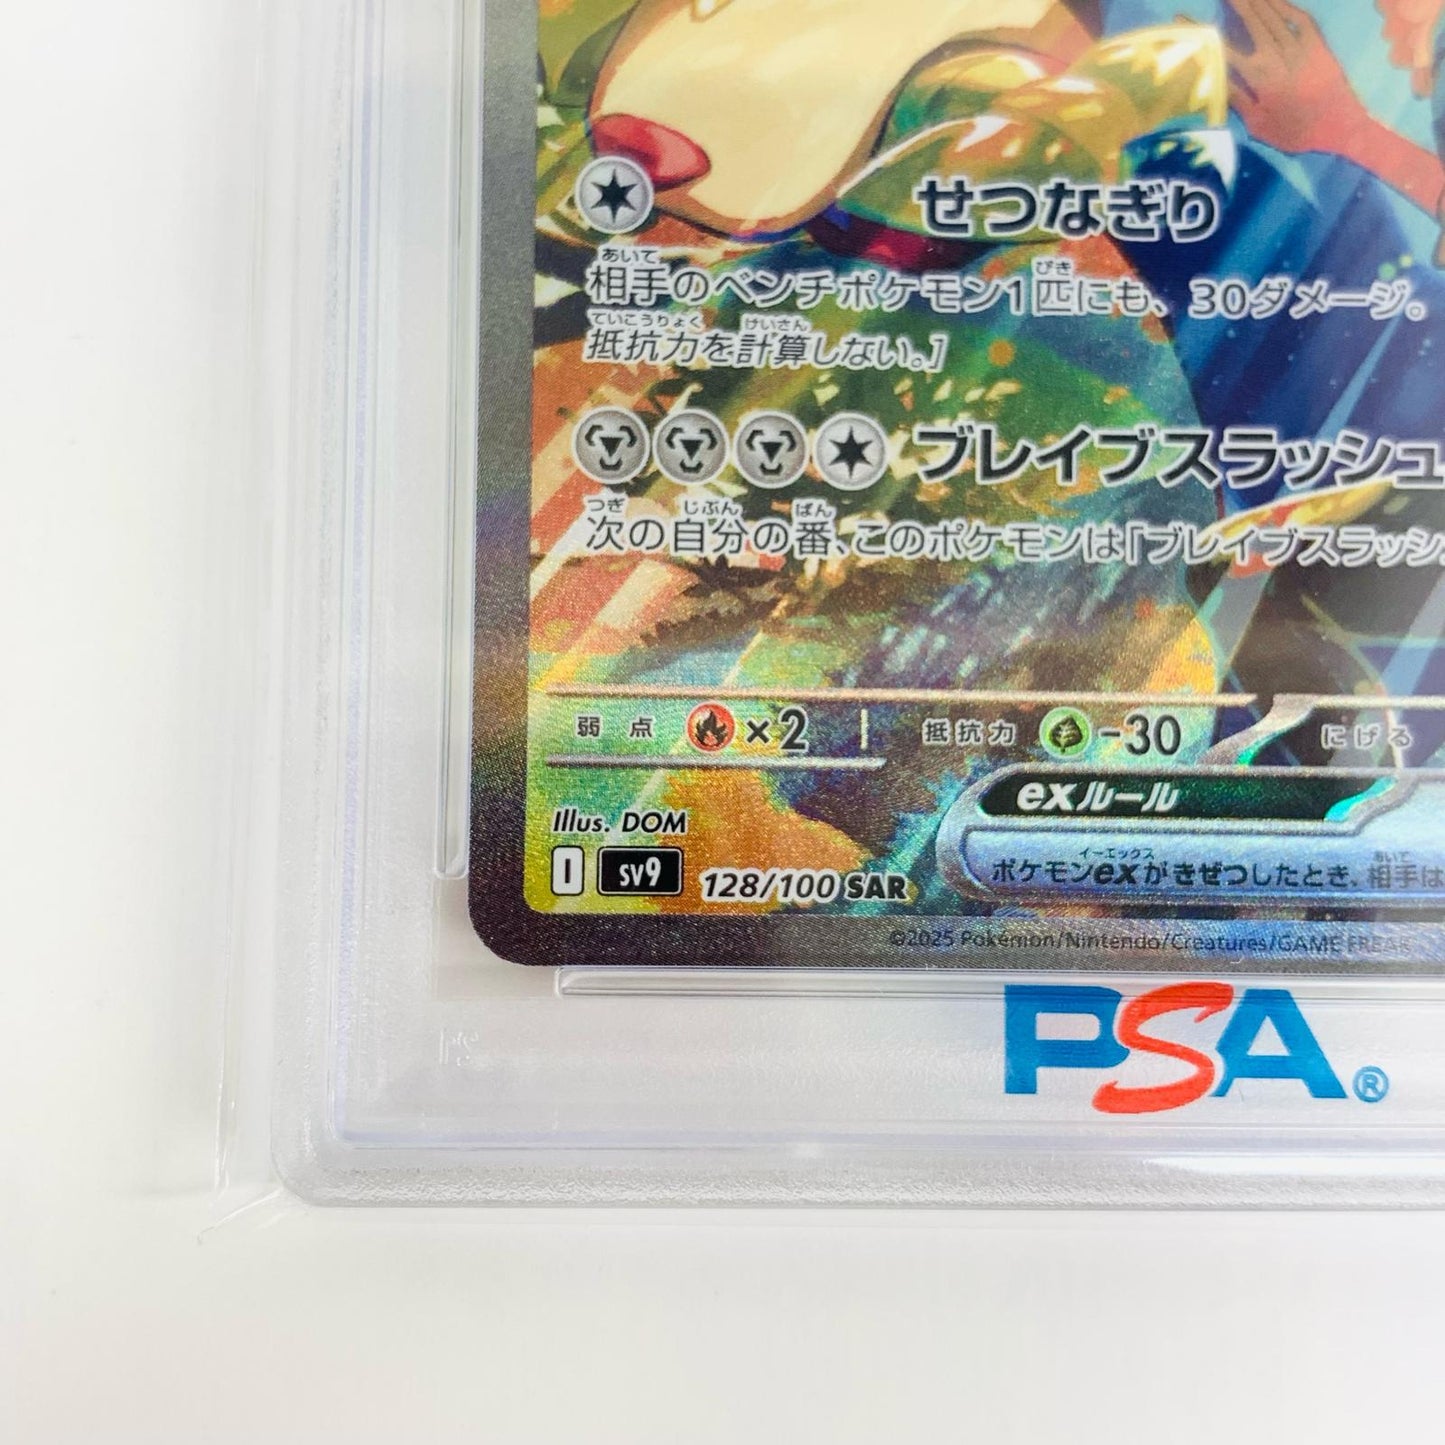 せつなぎり
あいて ぴき
相手のベンチポケモン1匹にも、30ダメージ。
ていこうりょく けいさん
抵抗力を計算しない。]
ブレイブスラッシュ
つぎ じぶん ばん
次の自分の番、このポケモンは「ブレイブスラッシ
弱点 ×2 抵抗力 -30 にげる
exルール
Illus. DOM
イーエックス あいて
ポケモンexがきぜつしたとき、相手は
I sv9 128/100 SAR
©2025 Pokémon/Nintendo/Creatures/GAME FREAK
PSA®